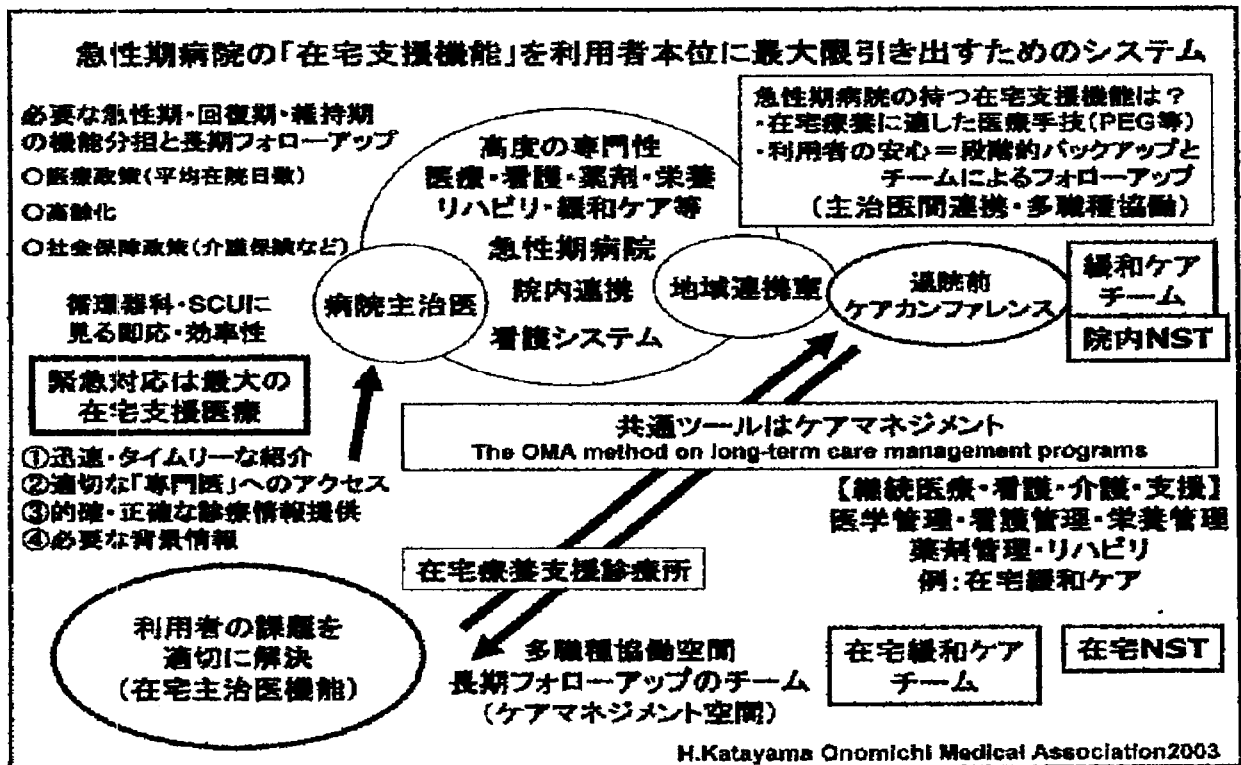 急性期病院の「在宅支援機能」を利用者本位に最大限引き出すためのシステム
必要な急性期・回復期・維持期
の機能分担と長期フォローアップ
○医療政策(平均在院日数)
○高齢化
○社会保障政策(介護保険など)
循環器科・SCUに
見る即応・効率性
緊急対応は最大の
在宅支援医療
①迅速・タイムリーな紹介
②適切な「専門医」へのアクセス
③的確・正確な診療情報提供
④必要な背景情報
利用者の課題を
適切に解決
(在宅主治医機能)
高度の専門性
医療・看護・薬剤・栄養
リハビリ・緩和ケア等
急性期病院
院内連携
看護システム
病院主治医
地域連携室
急性期病院の持つ在宅支援機能は？
・在宅療養に適した医療手技(PEG等)
・利用者の安心＝段階的バックアップと
チームによるフォローアップ
(主治医間連携・多職種協働)
退院前
ケアカンファレンス
緩和ケア
チーム
院内NST
共通ツールはケアマネジメント
The OMA method on long-term care management programs
【継続医療・看護・介護・支援】
医学管理・看護管理・栄養管理
薬剤管理・リハビリ
例:在宅緩和ケア
在宅療養支援診療所
多職種協働空間
長期フォローアップのチーム
(ケアマネジメント空間)
在宅緩和ケア
チーム
在宅NST
H.Katayama Onomichi Medical Association2003